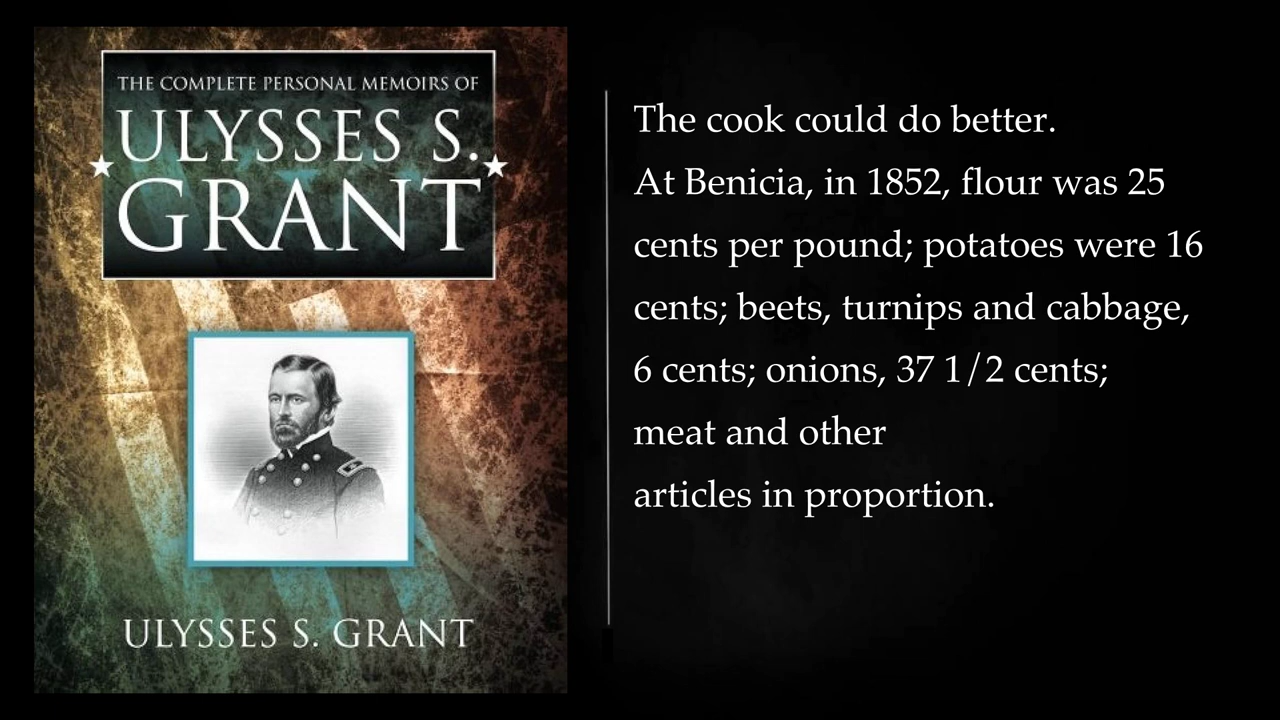 THE COMPLETE PERSONAL MEMOIRS OF
ULYSSES S.
GRANT
ULYSSES S. GRANT
The cook could do better.
At Benicia, in 1852, flour was 25
cents per pound; potatoes were 16
cents; beets, turnips and cabbage,
6 cents; onions, 37 1/2 cents;
meat and other
articles in proportion.